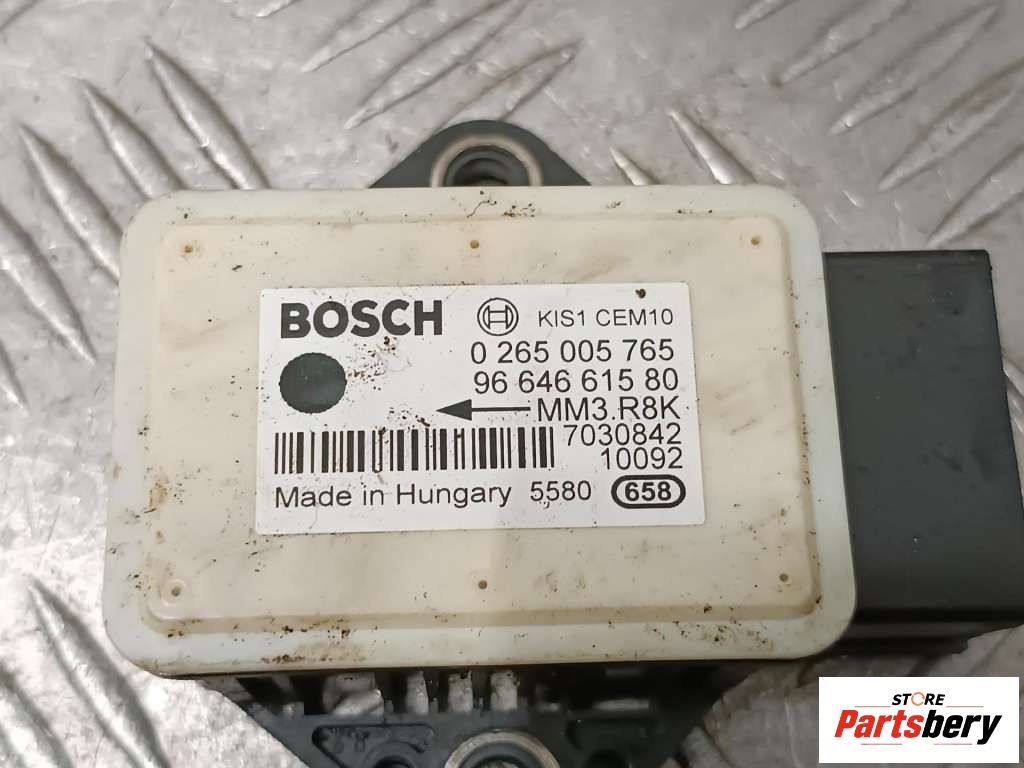 BOSCH KIS1 CEM10
0 265 005 765
96 646 615 80
MM3.R8K
7030842
10092
Made in Hungary 5580 658
STORE
Partsbery